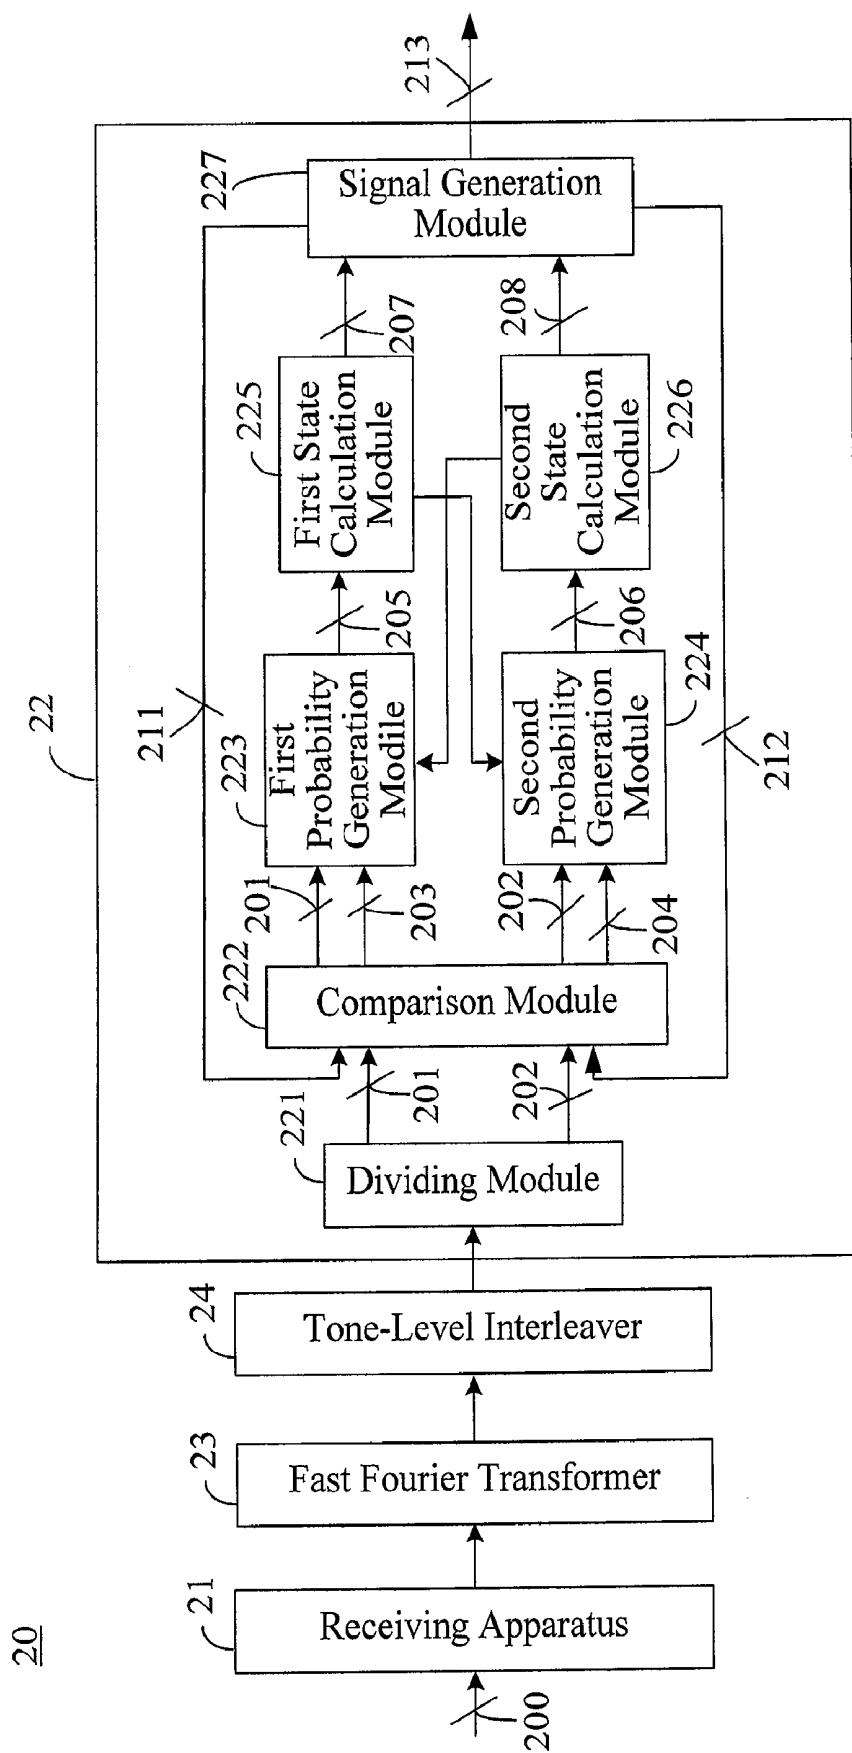 20
200
21
Receiving Apparatus
23
Fast Fourier Transformer
24
Tone-Level Interleaver
22
221
Dividing Module
201
202
222
Comparison Module
201
203
202
204
211
223
First
Probability
Generation
Modile
Second
Probability
Generation
Module
224
205
206
225
First State
Calculation
Module
Second
State
Calculation
Module
226
207
208
227
Signal Generation
Module
212
213